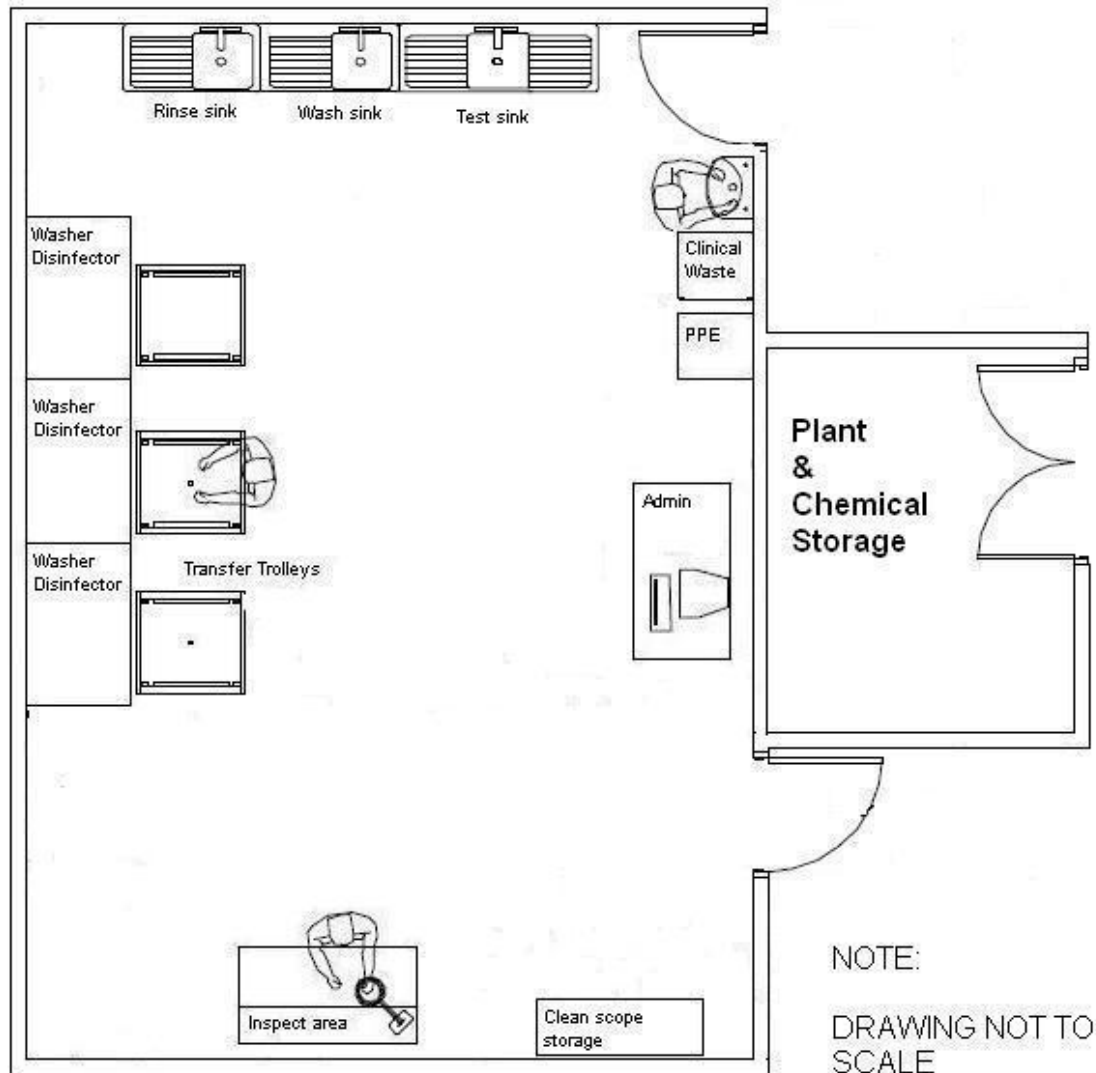 Rinse sink
Wash sink
Test sink
Washer
Disinfector
Clinical
Waste
PPE
Washer
Disinfector
Plant
&
Chemical
Storage
Admin
Washer
Disinfector
Transfer Trolleys
Inspect area
Clean scope
storage
NOTE:
DRAWING NOT TO
SCALE